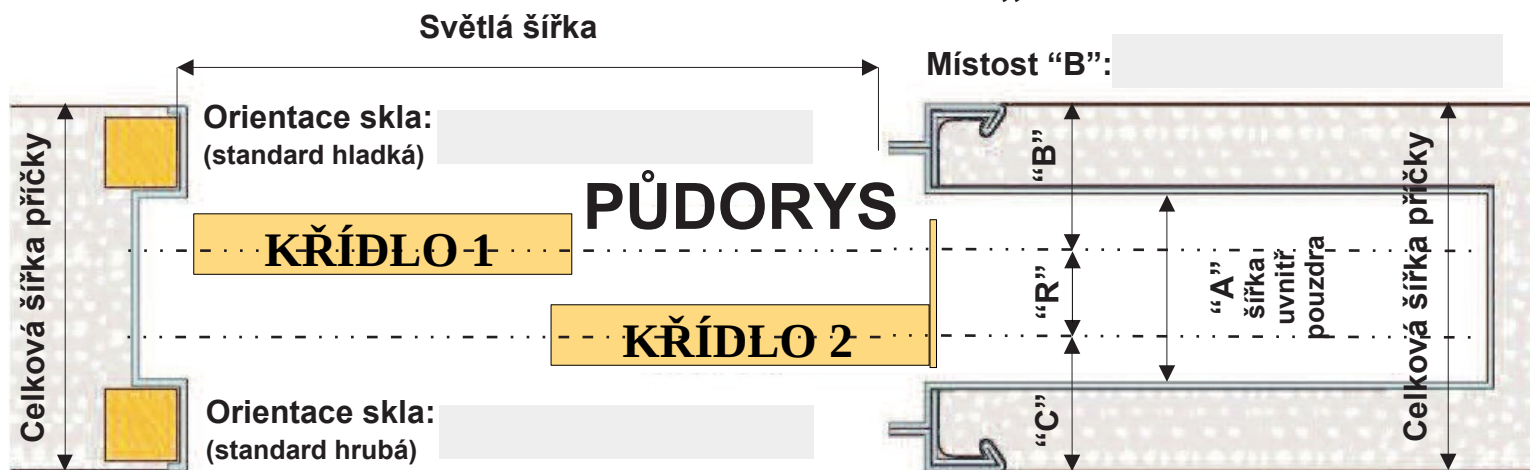 Světlá šířka
Místost “B”:
Orientace skla:
(standard hladká)
PŮDORYS
KŘÍDLO 1
KŘÍDLO 2
Orientace skla:
(standard hrubá)
Celková šířka příčky
“B”
“R”
“C”
“A”
šířka
uvnitř
pouzdra
Celková šířka příčky